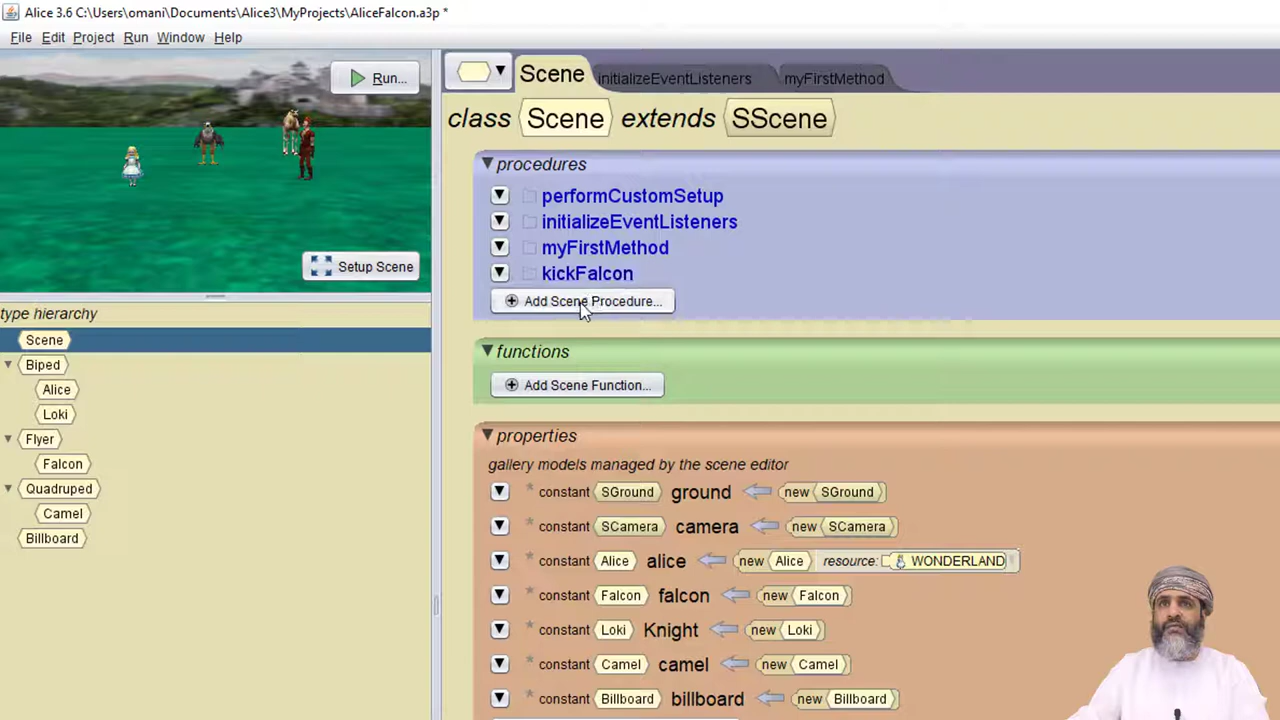 Alice 3.6 C:\Users\omani\Documents\Alice3\MyProjects\AliceFalcon.a3p *
File Edit Project Run Window Help
Run...
Setup Scene
type hierarchy
Scene
Biped
Alice
Loki
Flyer
Falcon
Quadruped
Camel
Billboard
Scene initializeEventListeners myFirstMethod
class Scene extends SScene
procedures
performCustomSetup
initializeEventListeners
myFirstMethod
kickFalcon
Add Scene Procedure...
functions
Add Scene Function...
properties
gallery models managed by the scene editor
* constant SGround ground new SGround
* constant SCamera camera new SCamera
* constant Alice alice new Alice resource: WONDERLAND
* constant Falcon falcon new Falcon
* constant Loki Knight new Loki
* constant Camel camel new Camel
* constant Billboard billboard new Billboard